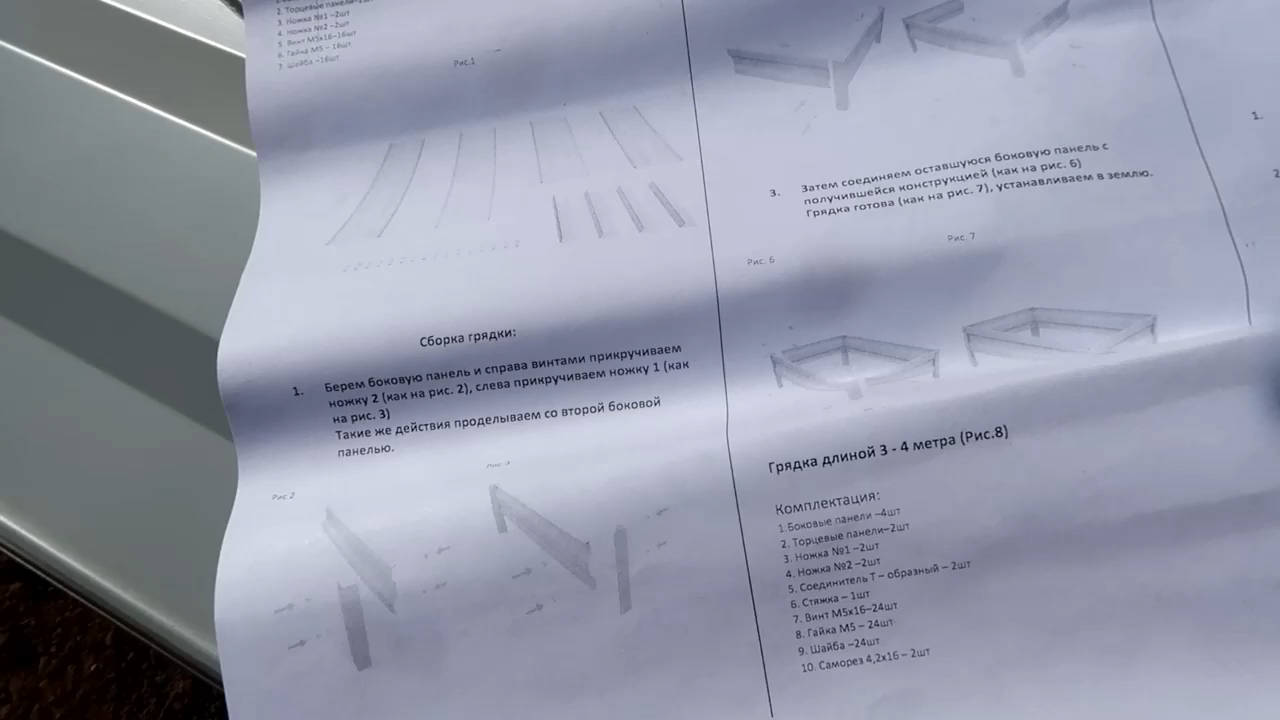 2. Торцевые панели–2шт
3. Ножка №1 –2шт
4. Ножка №2 –2шт
5. Винт М5х16–16шт
6. Гайка М5 – 16шт
7. Шайба –16шт
Рис.1
Сборка грядки:
1. Берем боковую панель и справа винтами прикручиваем
ножку 2 (как на рис. 2), слева прикручиваем ножку 1 (как
на рис. 3)
Такие же действия проделываем со второй боковой
панелью.
Рис 2
Рис 3
3. Затем соединяем оставшуюся боковую панель с
получившейся конструкцией (как на рис. 6)
Грядка готова (как на рис. 7), устанавливаем в землю.
Рис. 6
Рис. 7
Грядка длиной 3 - 4 метра (Рис.8)
Комплектация:
1.Боковые панели –4шт
2. Торцевые панели–2шт
3. Ножка №1 –2шт
4. Ножка №2 –2шт
5. Соединитель Т – образный – 2шт
6. Стяжка – 1шт
7. Винт М5х16–24шт
8. Гайка М5 – 24шт
9. Шайба –24шт
10. Саморез 4,2х16 – 2шт
1.
2